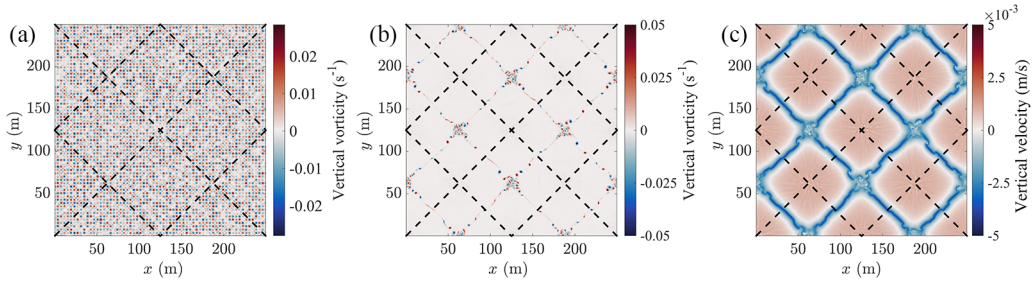 (a)
200
150
100
50
y (m)
50 100 150 200
x (m)
0.02
0.01
0
-0.01
-0.02
Vertical vorticity (s⁻¹)
(b)
200
150
100
50
y (m)
50 100 150 200
x (m)
0.05
0.025
0
-0.025
-0.05
Vertical vorticity (s⁻¹)
(c)
200
150
100
50
y (m)
50 100 150 200
x (m)
×10⁻³
5
2.5
0
-2.5
-5
Vertical velocity (m/s)